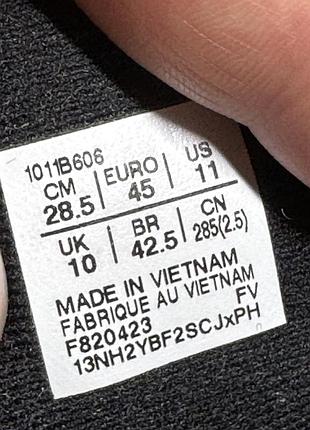 1011B606
CM EURO US
28.5 45 11
UK BR CN
10 42.5 285(2.5)
MADE IN VIETNAM
FABRIQUE AU VIETNAM
F820423 FV
13NH2YBF2SCJxPH